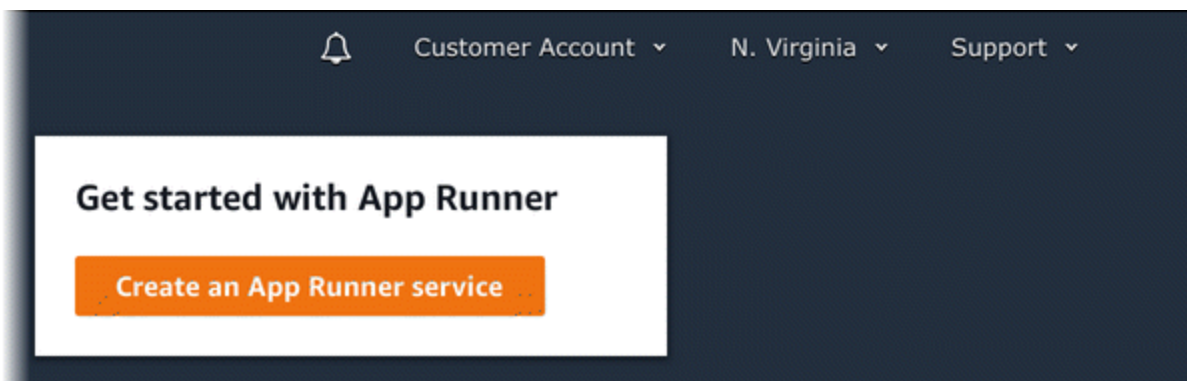 Customer Account N. Virginia Support
Get started with App Runner
Create an App Runner service